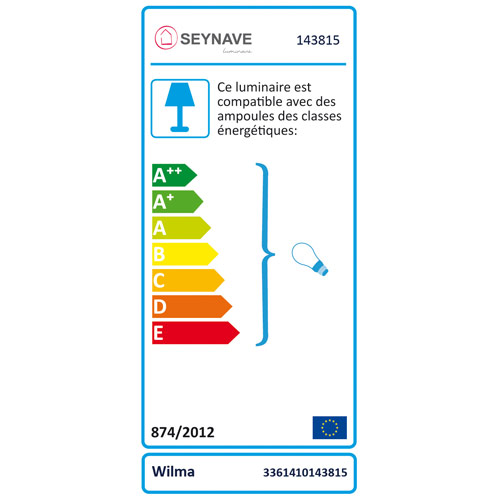 SEYNAVE
luminaire
143815
Ce luminaire est
compatible avec des
ampoules des classes
énergétiques:
A++
A+
A
B
C
D
E
874/2012
Wilma
3361410143815